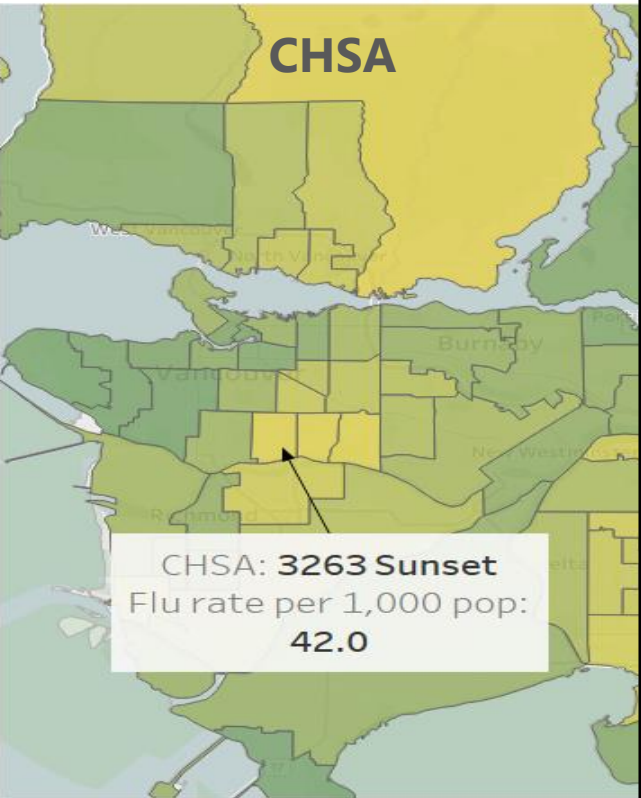 CHSA
West Vancouver
North Vancouver
Burnaby
Vancouver
New Westminster
Richmond
CHSA: 3263 Sunset
Flu rate per 1,000 pop:
42.0
17